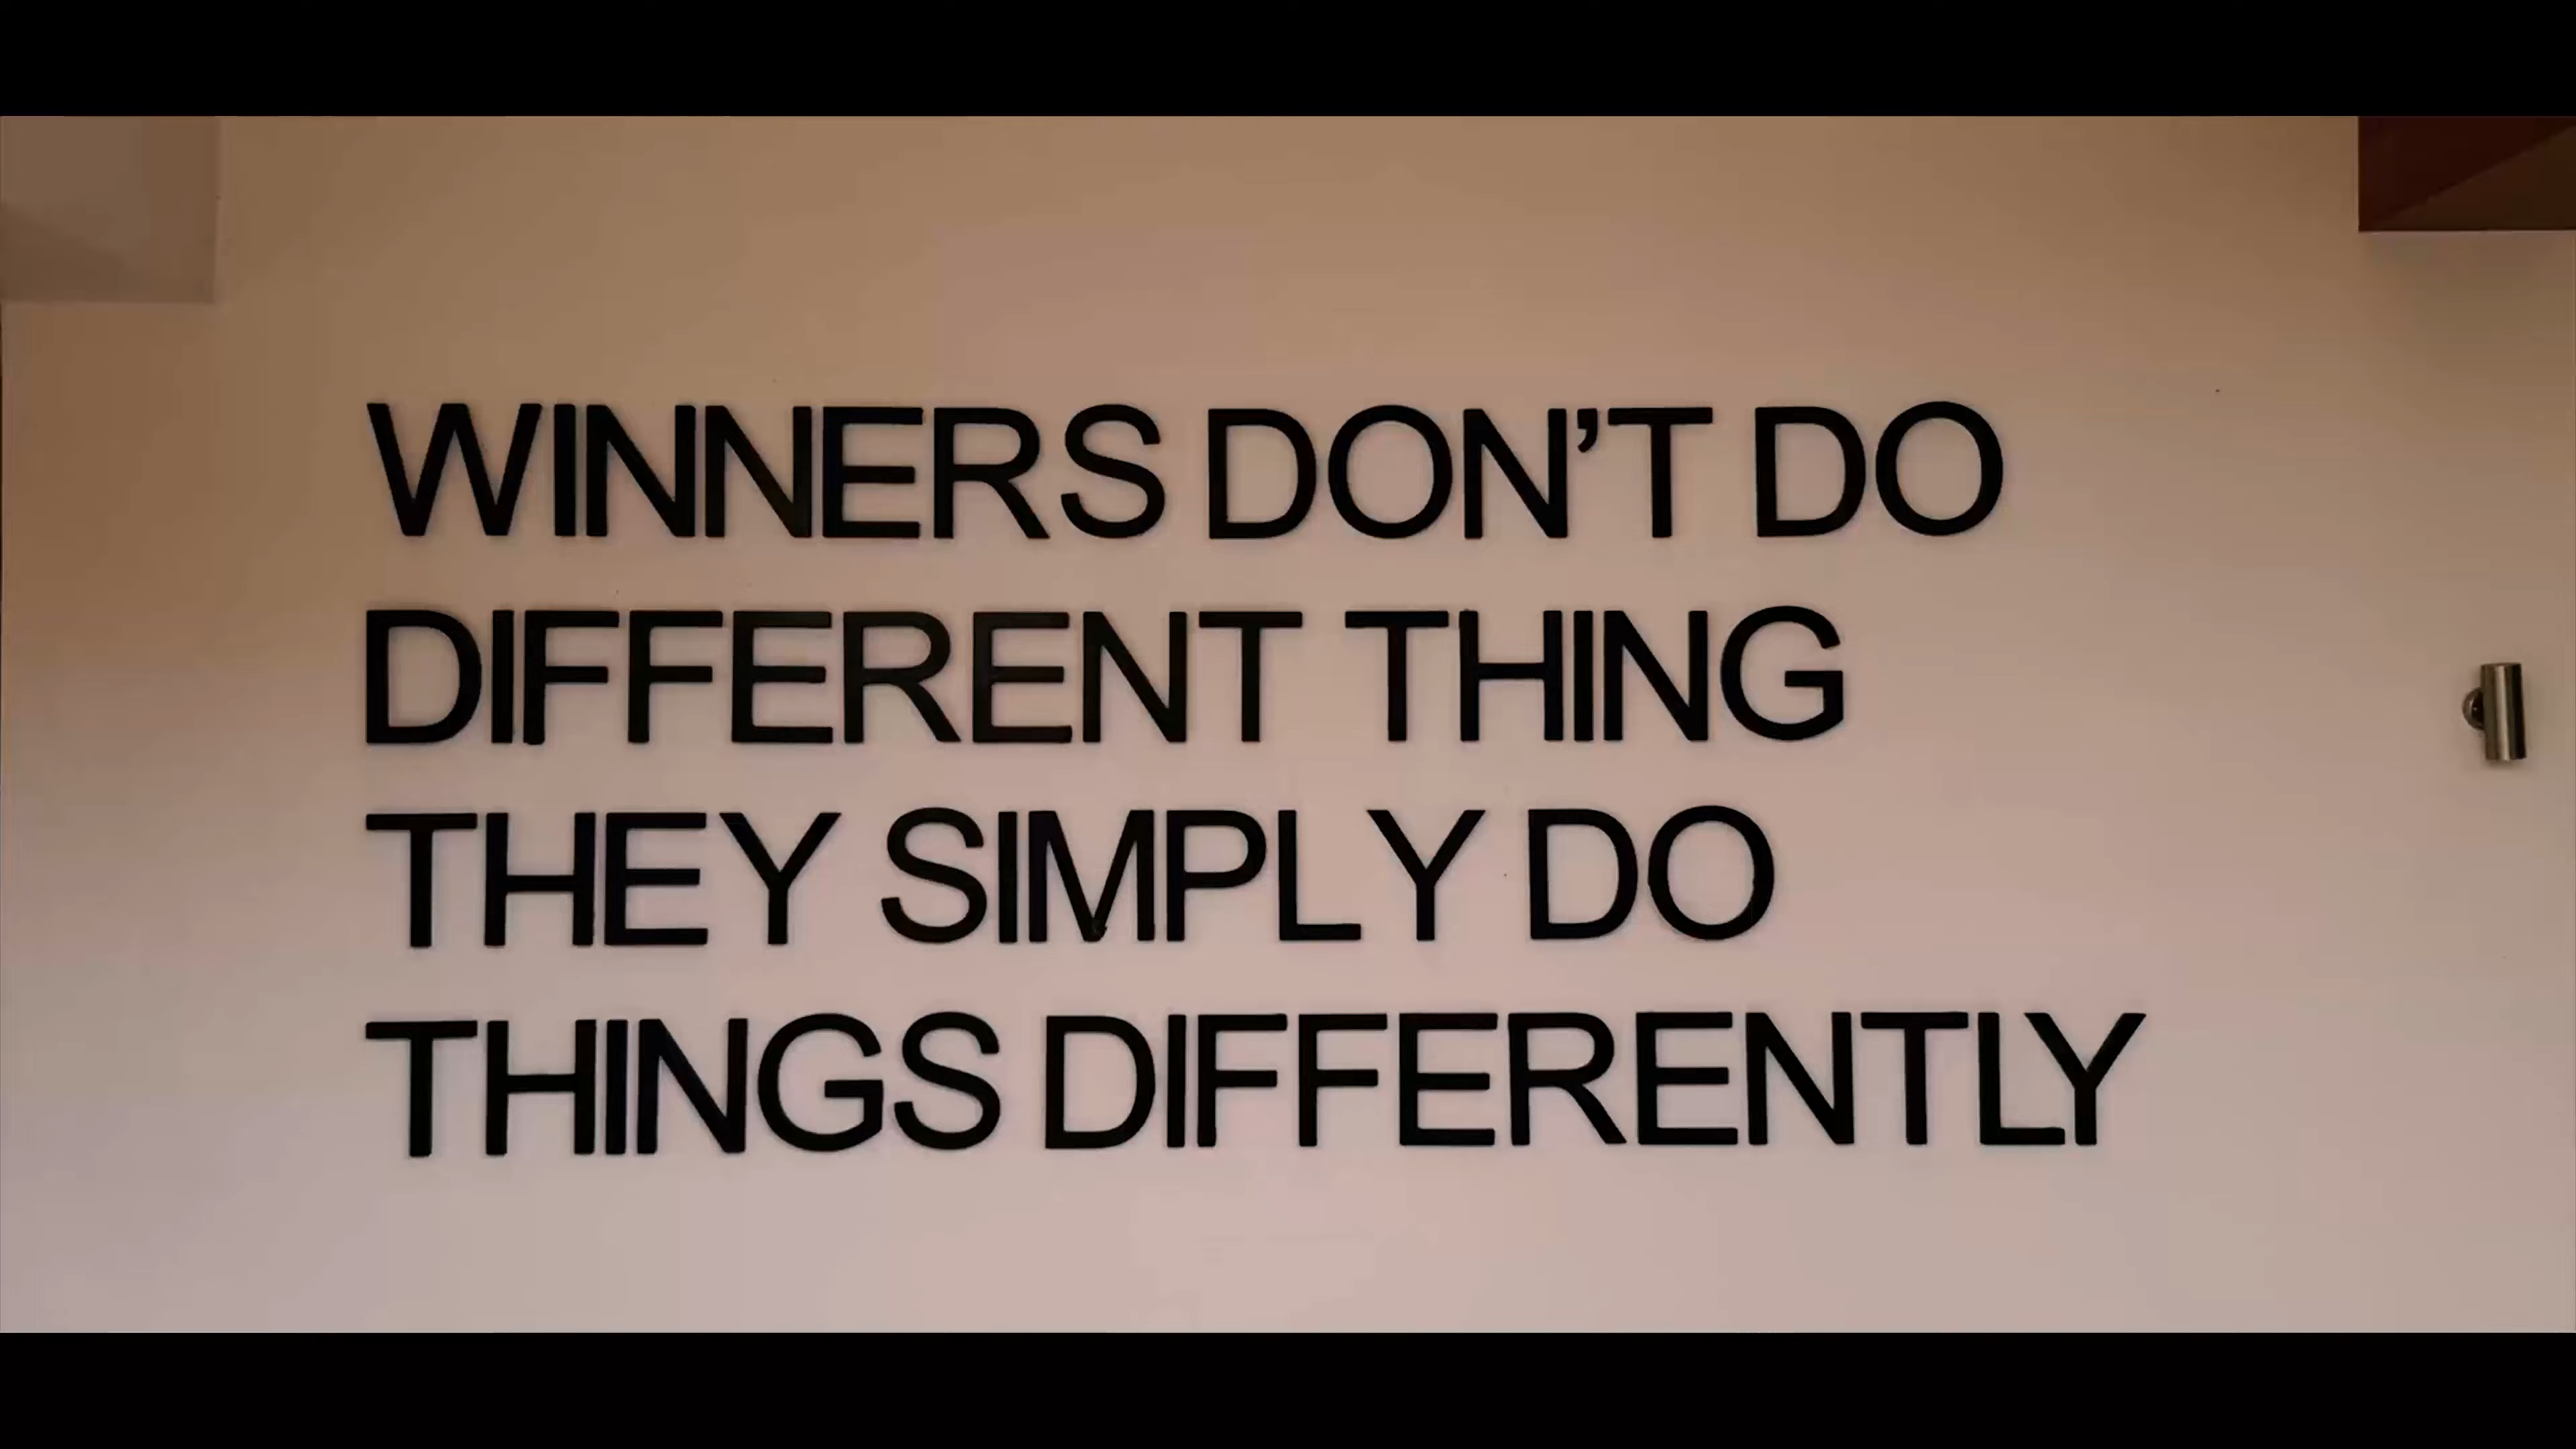 WINNERS DON’T DO
DIFFERENT THING
THEY SIMPLY DO
THINGS DIFFERENTLY